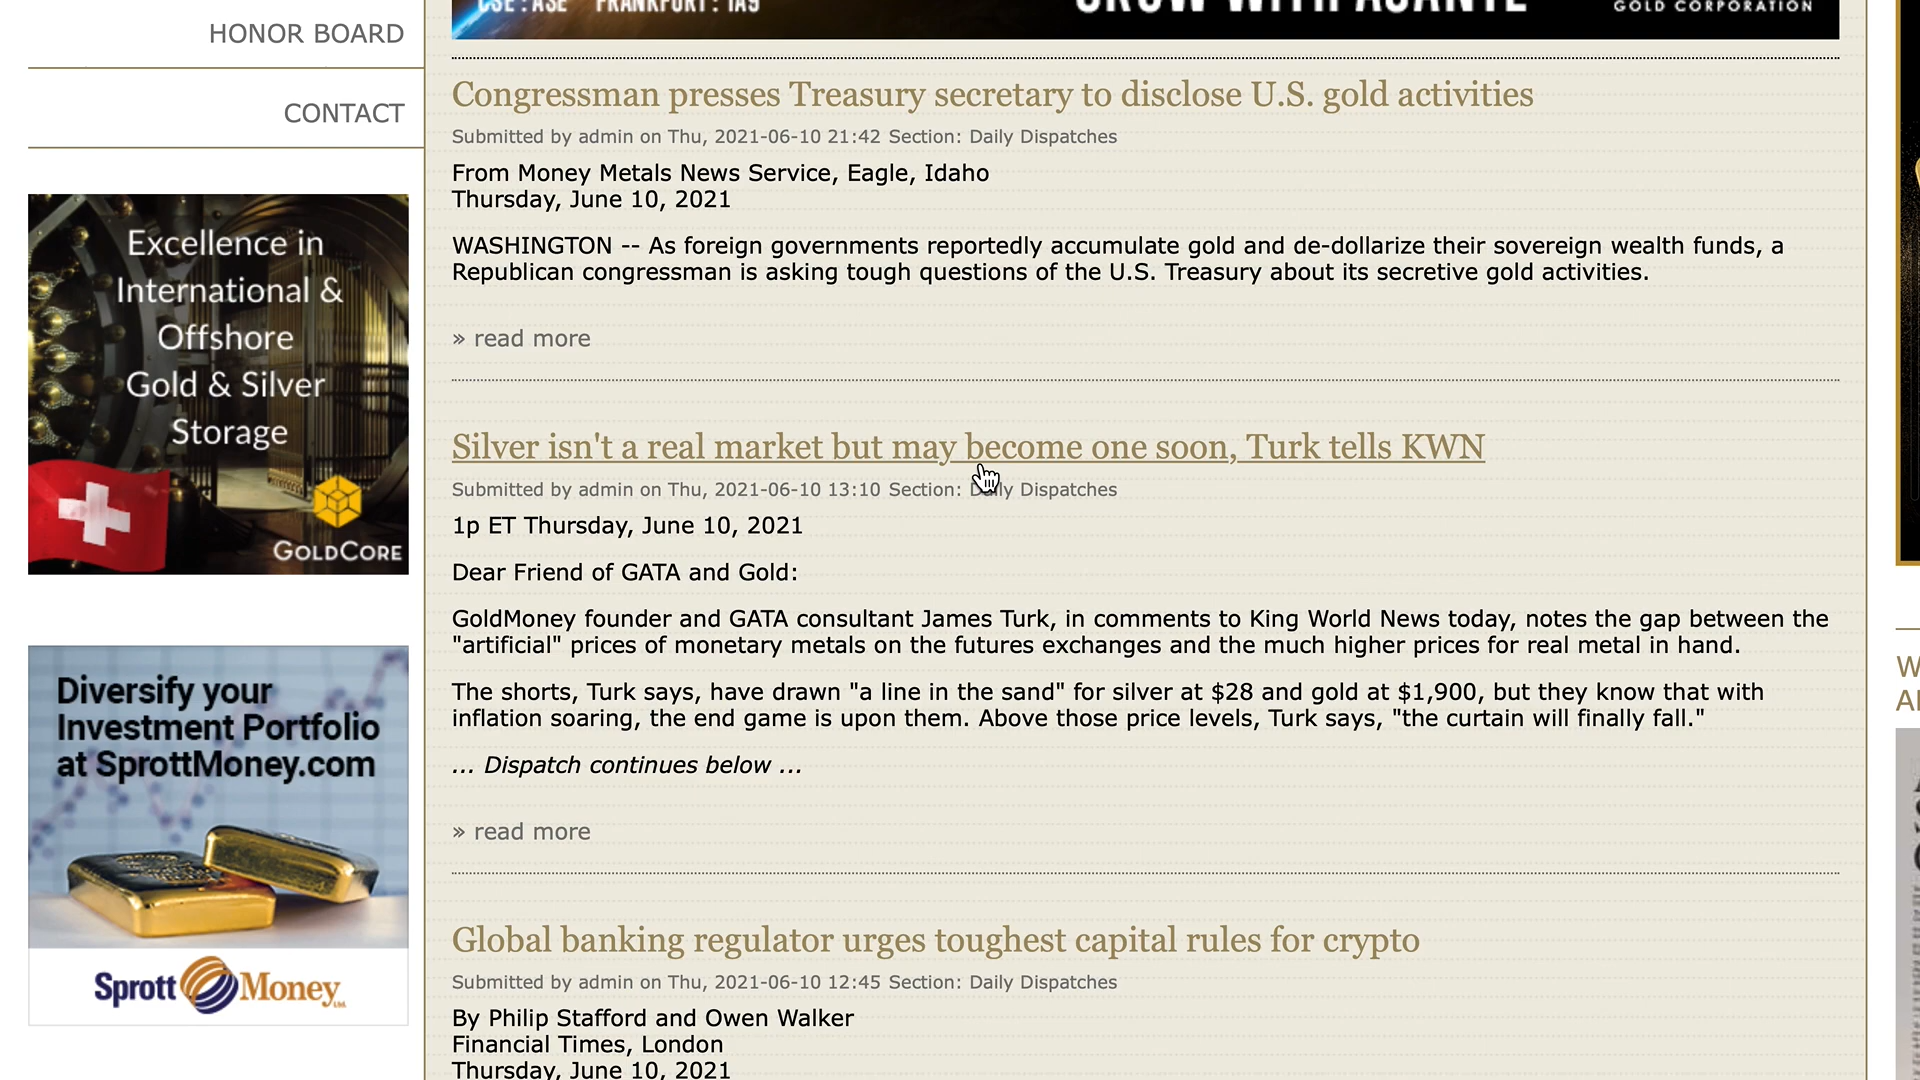 HONOR BOARD
CONTACT
Excellence in
International &
Offshore
Gold & Silver
Storage
GOLDCORE
Diversify your
Investment Portfolio
at SprottMoney.com
Sprott Money Ltd.
CSE : ASE FRANKFURT : 1A9
GROW WITH ASANTE
GOLD CORPORATION
Congressman presses Treasury secretary to disclose U.S. gold activities
Submitted by admin on Thu, 2021-06-10 21:42 Section: Daily Dispatches
From Money Metals News Service, Eagle, Idaho
Thursday, June 10, 2021
WASHINGTON -- As foreign governments reportedly accumulate gold and de-dollarize their sovereign wealth funds, a
Republican congressman is asking tough questions of the U.S. Treasury about its secretive gold activities.
» read more
Silver isn't a real market but may become one soon, Turk tells KWN
Submitted by admin on Thu, 2021-06-10 13:10 Section: Daily Dispatches
1p ET Thursday, June 10, 2021
Dear Friend of GATA and Gold:
GoldMoney founder and GATA consultant James Turk, in comments to King World News today, notes the gap between the
"artificial" prices of monetary metals on the futures exchanges and the much higher prices for real metal in hand.
The shorts, Turk says, have drawn "a line in the sand" for silver at $28 and gold at $1,900, but they know that with
inflation soaring, the end game is upon them. Above those price levels, Turk says, "the curtain will finally fall."
... Dispatch continues below ...
» read more
Global banking regulator urges toughest capital rules for crypto
Submitted by admin on Thu, 2021-06-10 12:45 Section: Daily Dispatches
By Philip Stafford and Owen Walker
Financial Times, London
Thursday, June 10, 2021